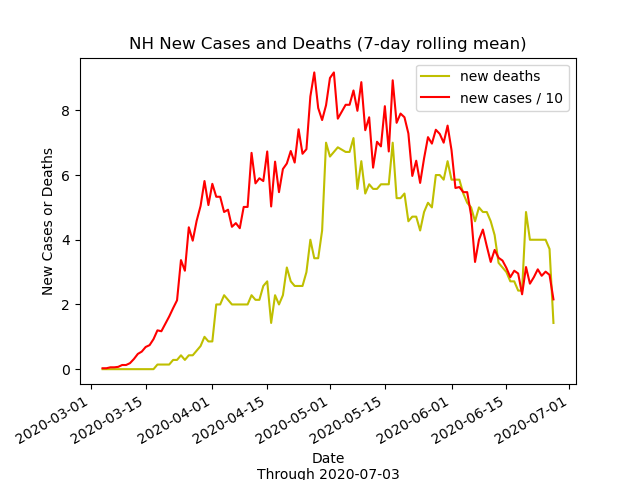 NH New Cases and Deaths (7-day rolling mean)
new deaths
new cases / 10
New Cases or Deaths
8
6
4
2
0
2020-03-01
2020-03-15
2020-04-01
2020-04-15
2020-05-01
2020-05-15
2020-06-01
2020-06-15
2020-07-01
Date
Through 2020-07-03